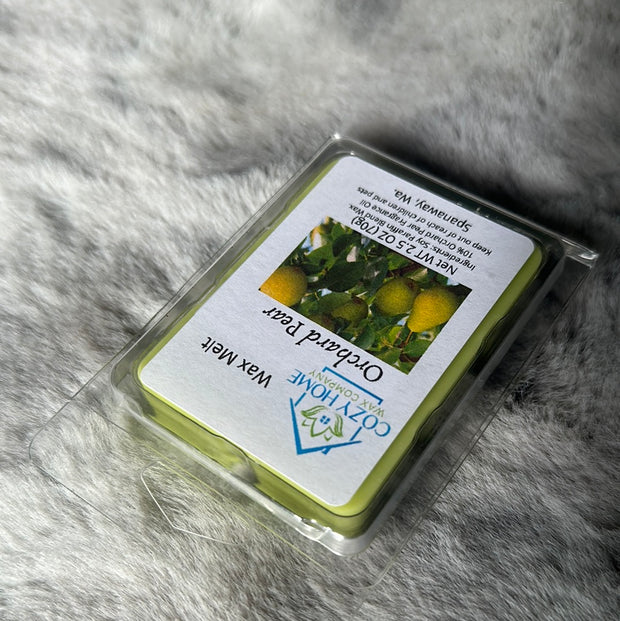 COZY HOME
WAX COMPANY
Wax Melt
Orchard Pear
Net WT 2.5 OZ (70g)
Ingredients: Soy Paraffin Blend Wax,
10% Orchard Pear Fragrance Oil
Keep out of reach of children and pets
Spanaway, Wa.